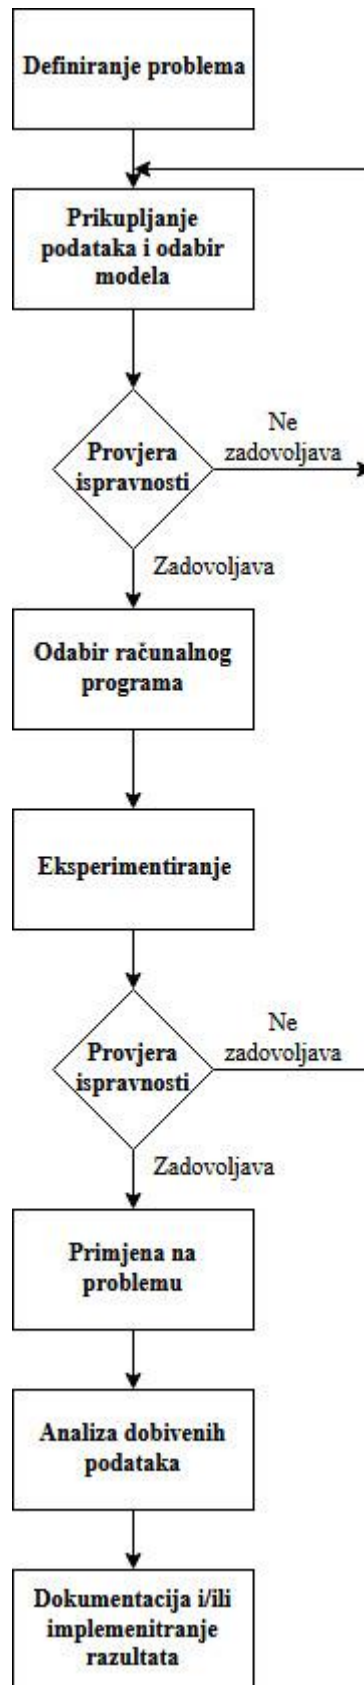 Definiranje problema
Prikupljanje
podataka i odabir
modela
Provjera
ispravnosti
Ne
zadovoljava
Zadovoljava
Odabir računalnog
programa
Eksperimentiranje
Provjera
ispravnosti
Ne
zadovoljava
Zadovoljava
Primjena na
problemu
Analiza dobivenih
podataka
Dokumentacija i/ili
implemenitranje
razultata